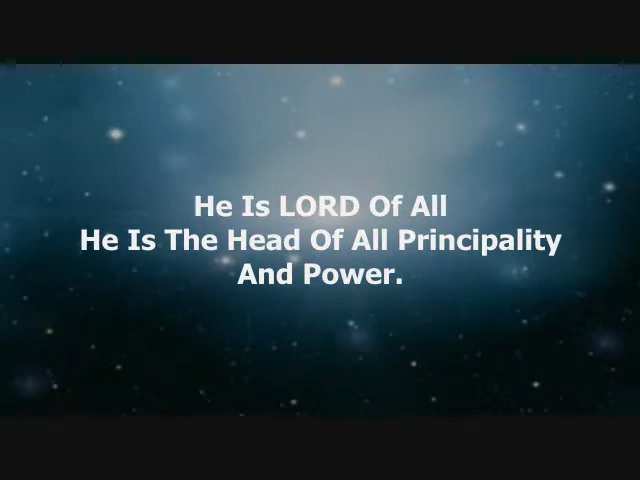 He Is LORD Of All
He Is The Head Of All Principality
And Power.